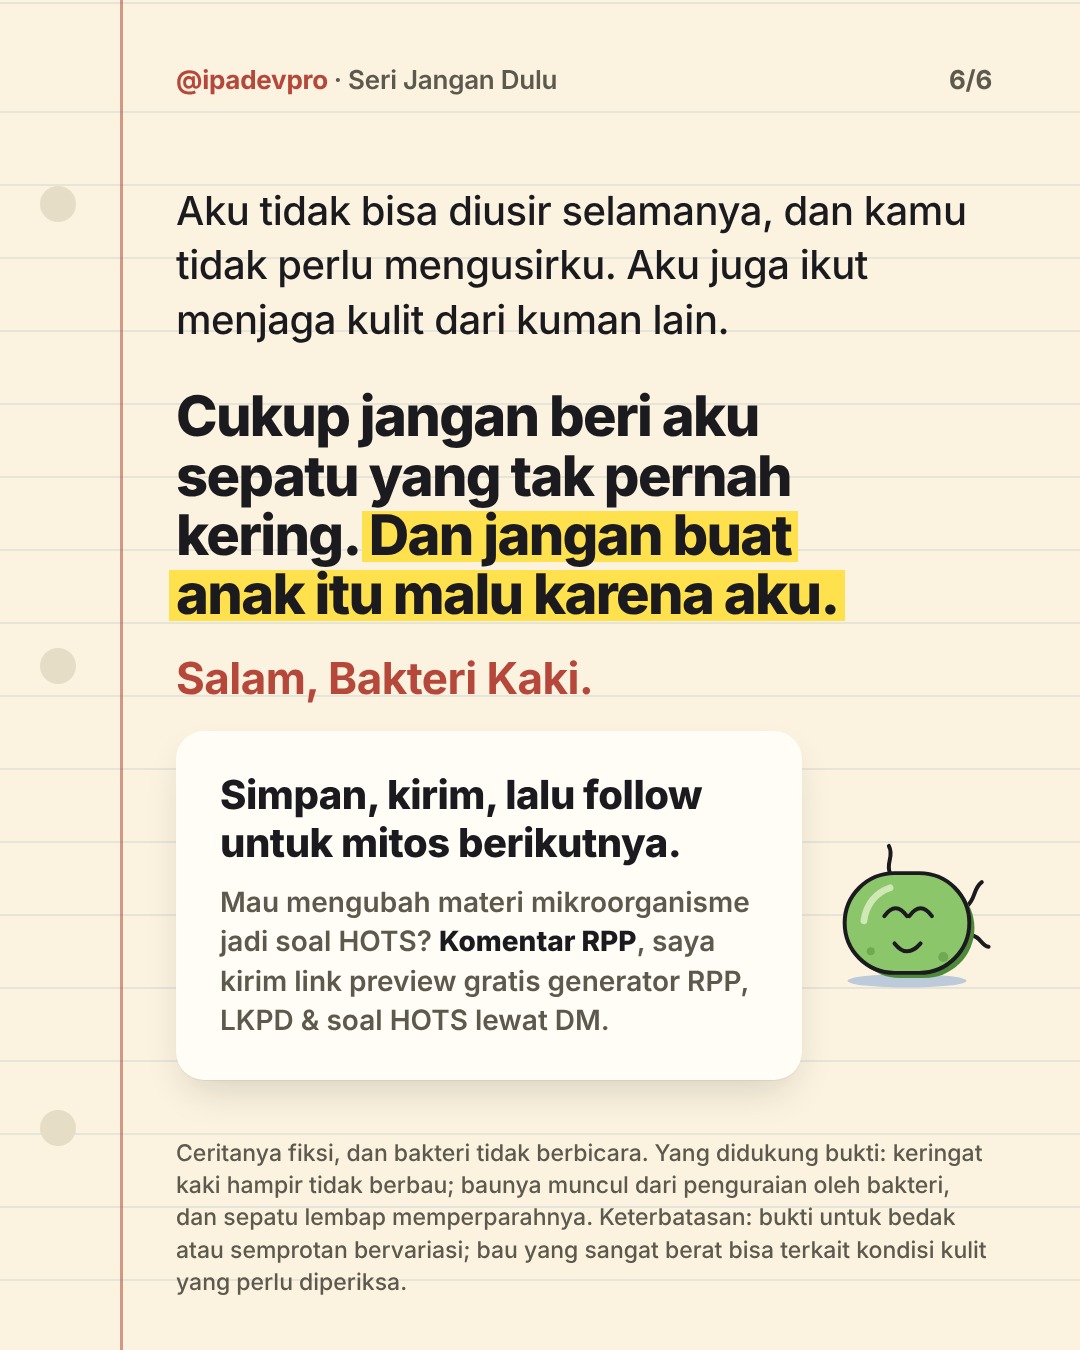 @ipadevpro · Seri Jangan Dulu 6/6
Aku tidak bisa diusir selamanya, dan kamu
tidak perlu mengusirku. Aku juga ikut
menjaga kulit dari kuman lain.
Cukup jangan beri aku
sepatu yang tak pernah
kering. Dan jangan buat
anak itu malu karena aku.
Salam, Bakteri Kaki.
Simpan, kirim, lalu follow
untuk mitos berikutnya.
Mau mengubah materi mikroorganisme
jadi soal HOTS? Komentar RPP, saya
kirim link preview gratis generator RPP,
LKPD & soal HOTS lewat DM.
Ceritanya fiksi, dan bakteri tidak berbicara. Yang didukung bukti: keringat
kaki hampir tidak berbau; baunya muncul dari penguraian oleh bakteri,
dan sepatu lembap memperparahnya. Keterbatasan: bukti untuk bedak
atau semprotan bervariasi; bau yang sangat berat bisa terkait kondisi kulit
yang perlu diperiksa.